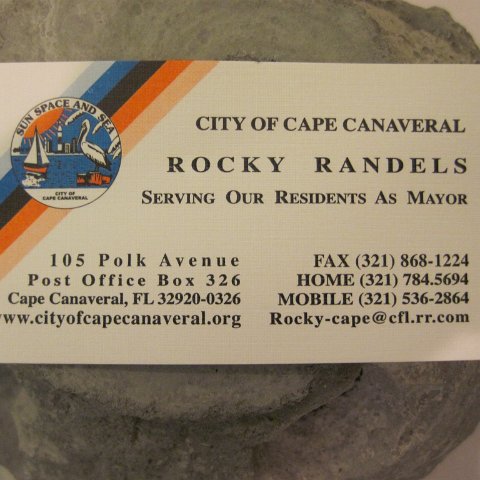 SUN SPACE AND SEA
CITY OF
CAPE CANAVERAL
CITY OF CAPE CANAVERAL
ROCKY RANDELS
SERVING OUR RESIDENTS AS MAYOR
105 Polk Avenue
Post Office Box 326
Cape Canaveral, FL 32920-0326
www.cityofcapecanaveral.org
FAX (321) 868-1224
HOME (321) 784.5694
MOBILE (321) 536-2864
Rocky-cape@cfl.rr.com